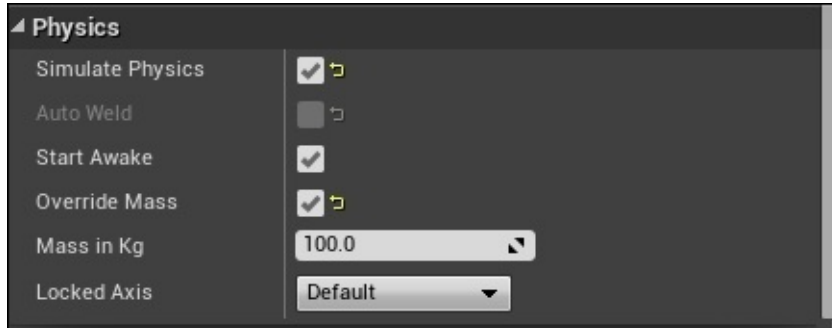 Physics
Simulate Physics
Auto Weld
Start Awake
Override Mass
Mass in Kg 100.0
Locked Axis Default